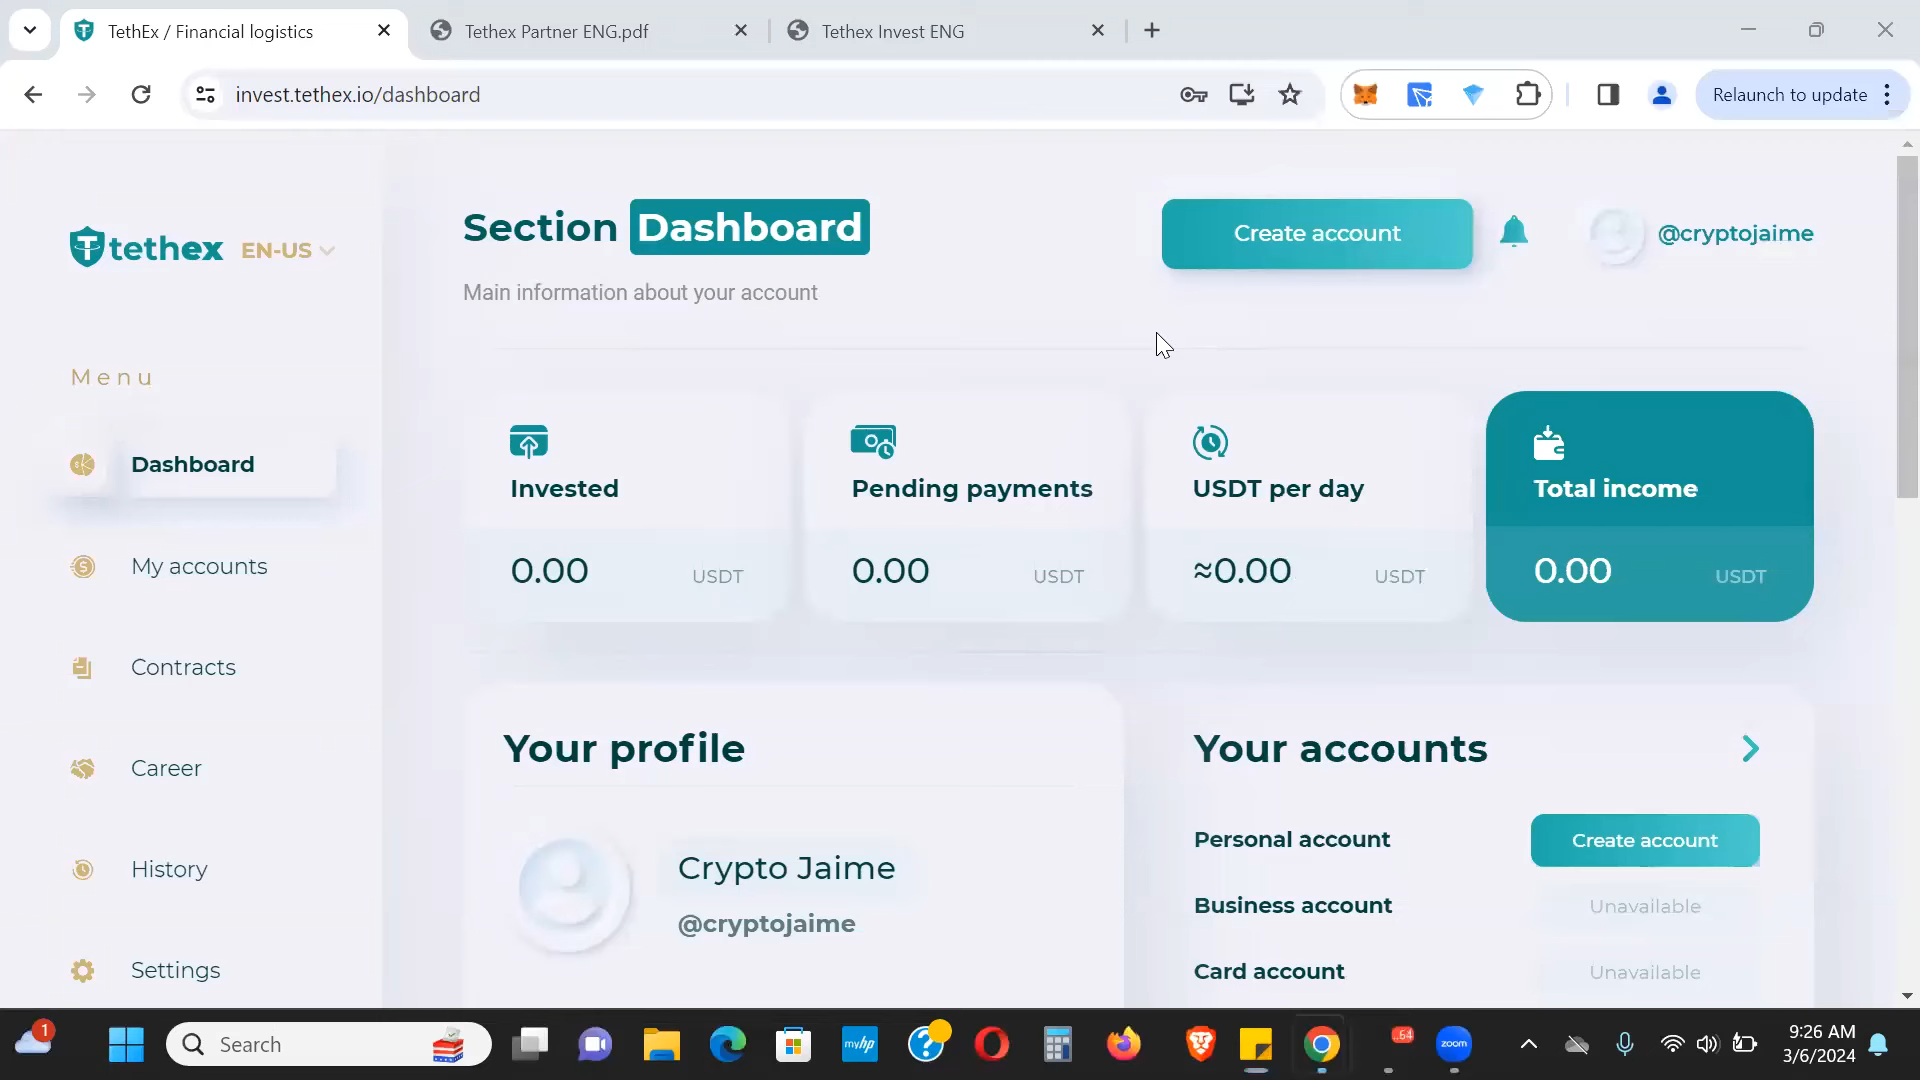 TethEx / Financial logistics
Tethex Partner ENG.pdf
Tethex Invest ENG
invest.tethex.io/dashboard
Relaunch to update
tethex EN-US
Section Dashboard
Main information about your account
Create account
@cryptojaime
Menu
Dashboard
My accounts
Contracts
Career
History
Settings
Invested
0.00 USDT
Pending payments
0.00 USDT
USDT per day
≈0.00 USDT
Total income
0.00 USDT
Your profile
Crypto Jaime
@cryptojaime
Your accounts
Personal account
Create account
Business account
Unavailable
Card account
Unavailable
1
Search
myhp
.64
zoom
9:26 AM
3/6/2024